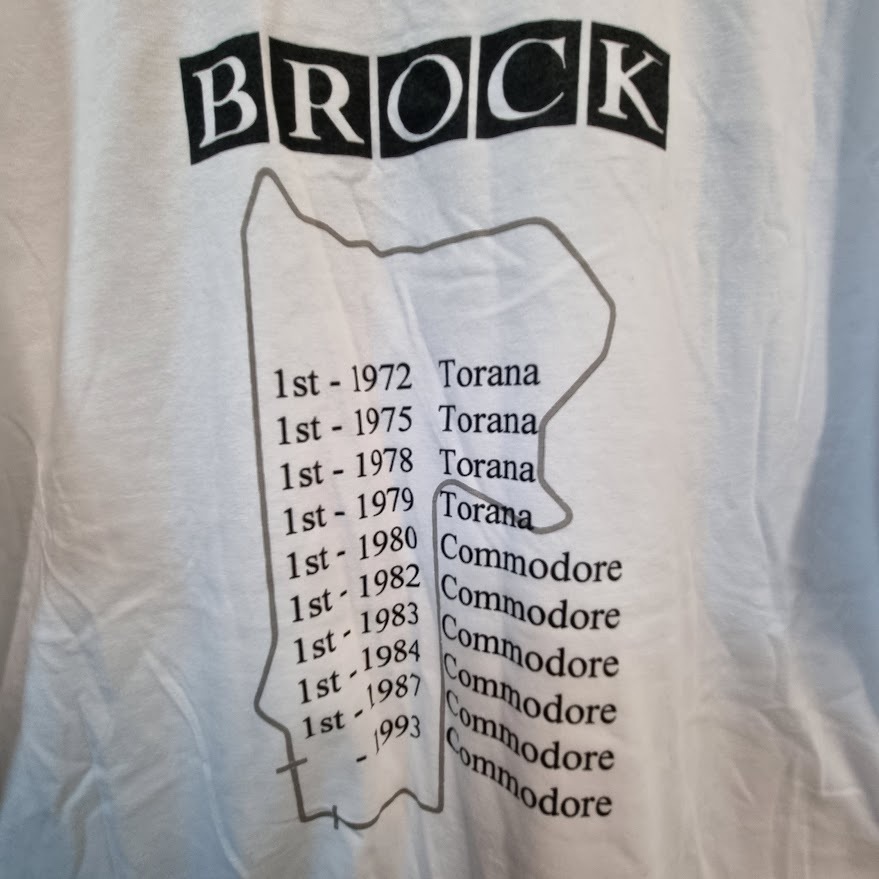 BROCK
1st - 1972 Torana
1st - 1975 Torana
1st - 1978 Torana
1st - 1979 Torana
1st - 1980 Commodore
1st - 1982 Commodore
1st - 1983 Commodore
1st - 1984 Commodore
1st - 1987 Commodore
- 1993 Commodore